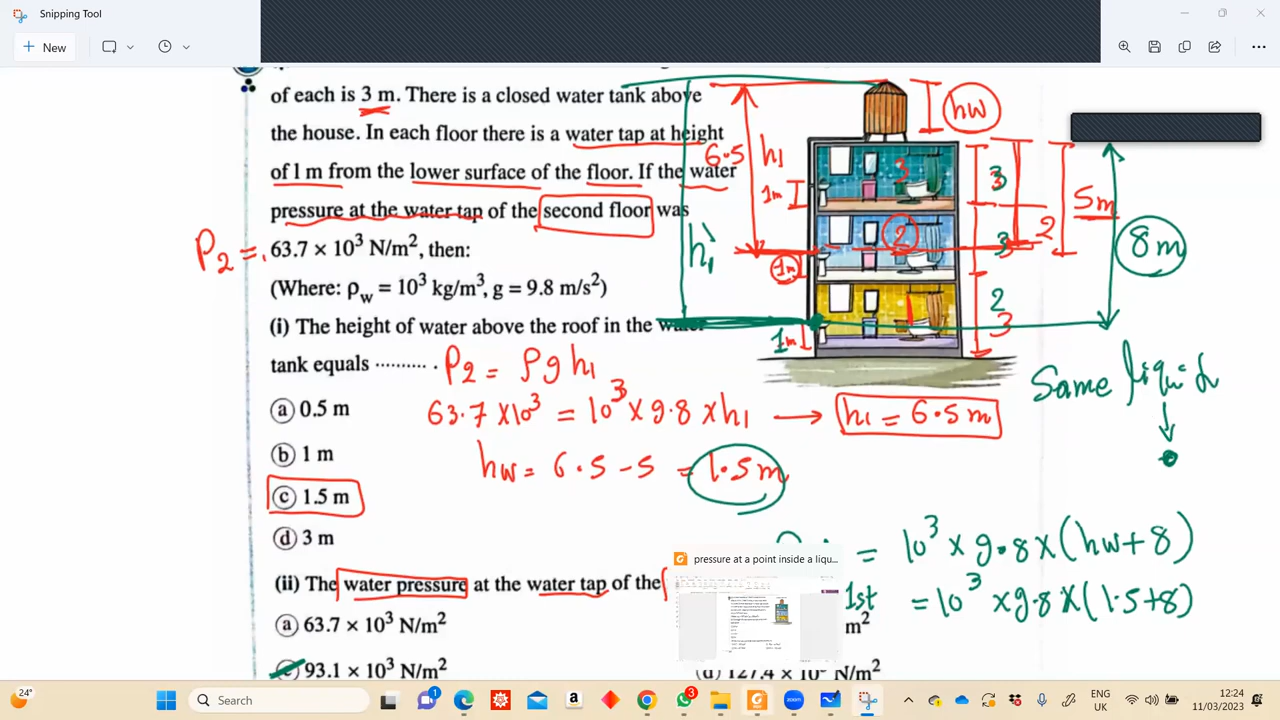 Snipping Tool
New
of each is 3 m. There is a closed water tank above
the house. In each floor there is a water tap at height
of 1 m from the lower surface of the floor. If the water
pressure at the water tap of the second floor was
P2 = 63.7 × 10³ N/m², then:
(Where: ρw = 10³ kg/m³, g = 9.8 m/s²)
(i) The height of water above the roof in the
tank equals ·········· .
P2 = ρgh1
ⓐ 0.5 m
63.7 ×10³ = 10³ × 9.8 × h1 → h1 = 6.5 m
ⓑ 1 m
hw = 6.5 - 5 = 1.5 m
ⓒ 1.5 m
ⓓ 3 m
(ii) The water pressure at the water tap of the
ⓐ 63.7 × 10³ N/m²
93.1 × 10³ N/m²
hw
6.5
h1
h1'
1m
1m
1m
3
2
3
3
2
3
2
5m
8m
Same liquid
= 10³ × 9.8 × (hw + 8)
1st = 10³ × 9.8 × (1.5+8
m²
(d) 127.4 × 10³ N/m²
pressure at a point inside a liqu...
24°
Search
1
3
ENG
UK
21:24
11/03/2023